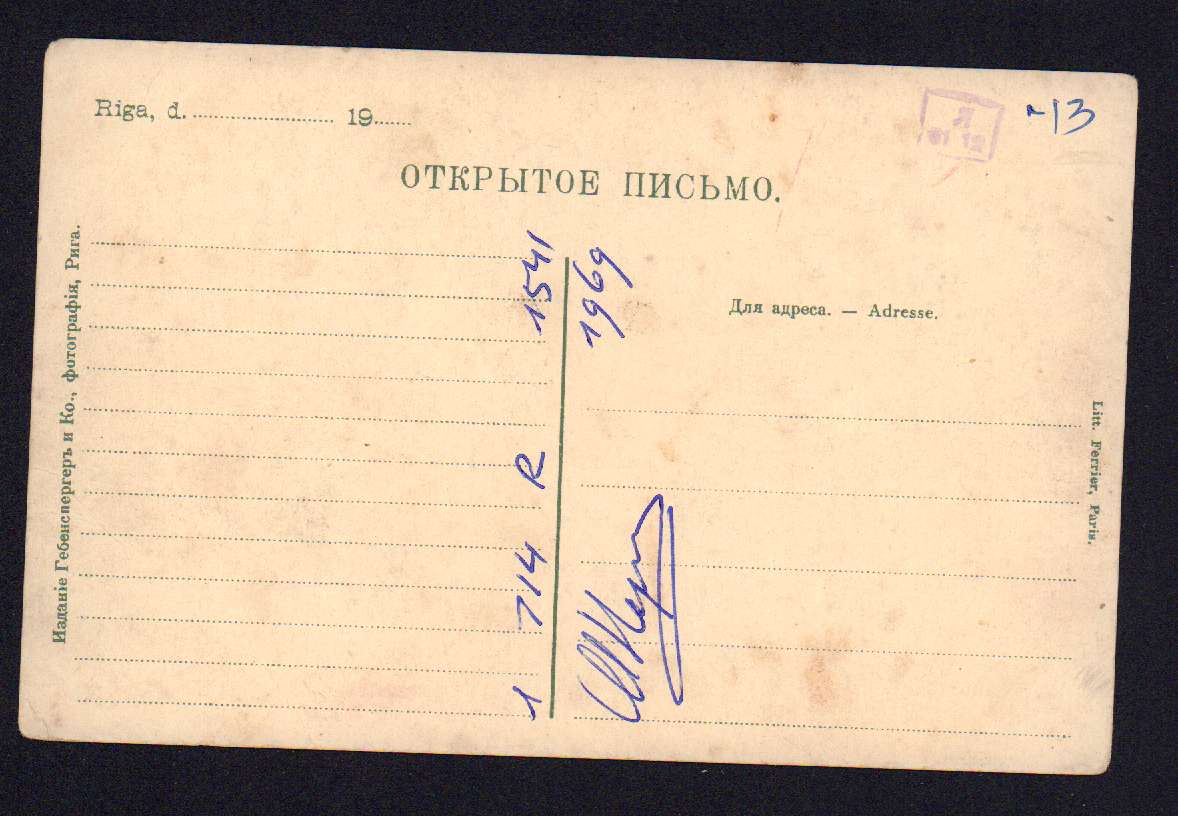 Riga, d. 19
-13
ОТКРЫТОЕ ПИСЬМО.
Изданіе Гебенспергеръ и Ко., фотографія, Рига.
1 714 R 1541
1969
Для адреса. — Adresse.
Litt. Ferrier, Paris.